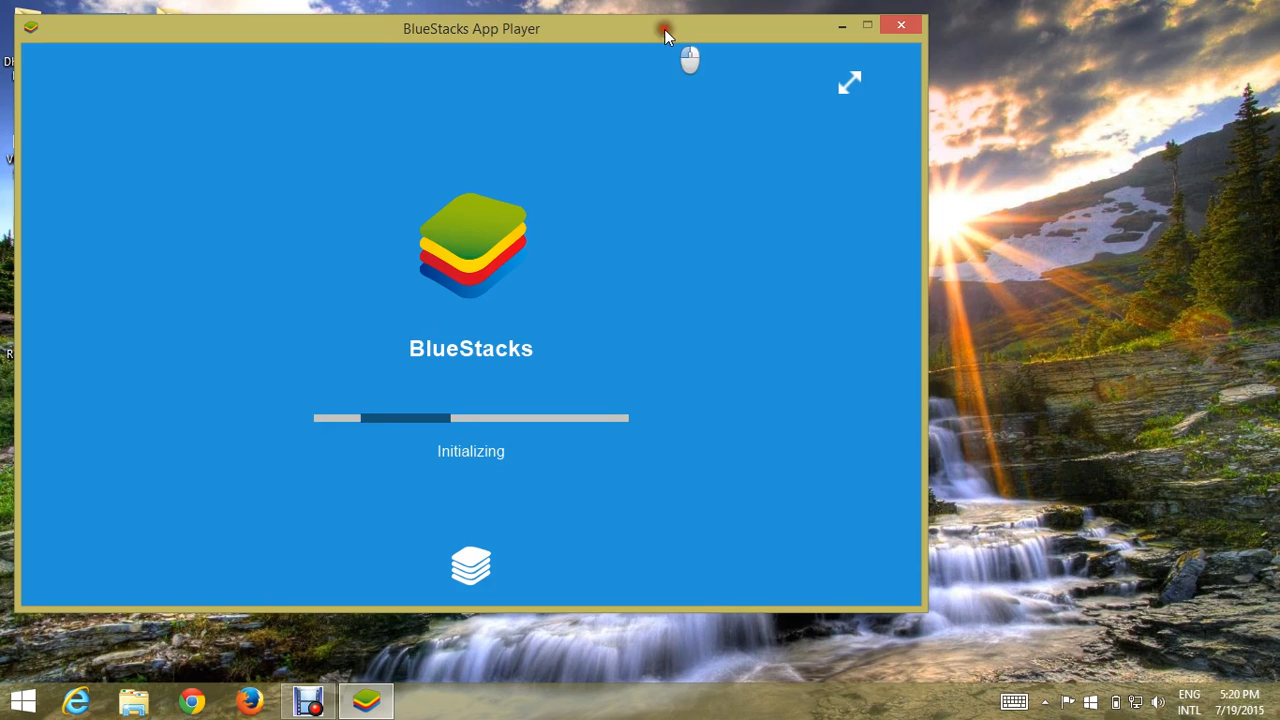 BlueStacks App Player
BlueStacks
Initializing
ENG
INTL
5:20 PM
7/19/2015